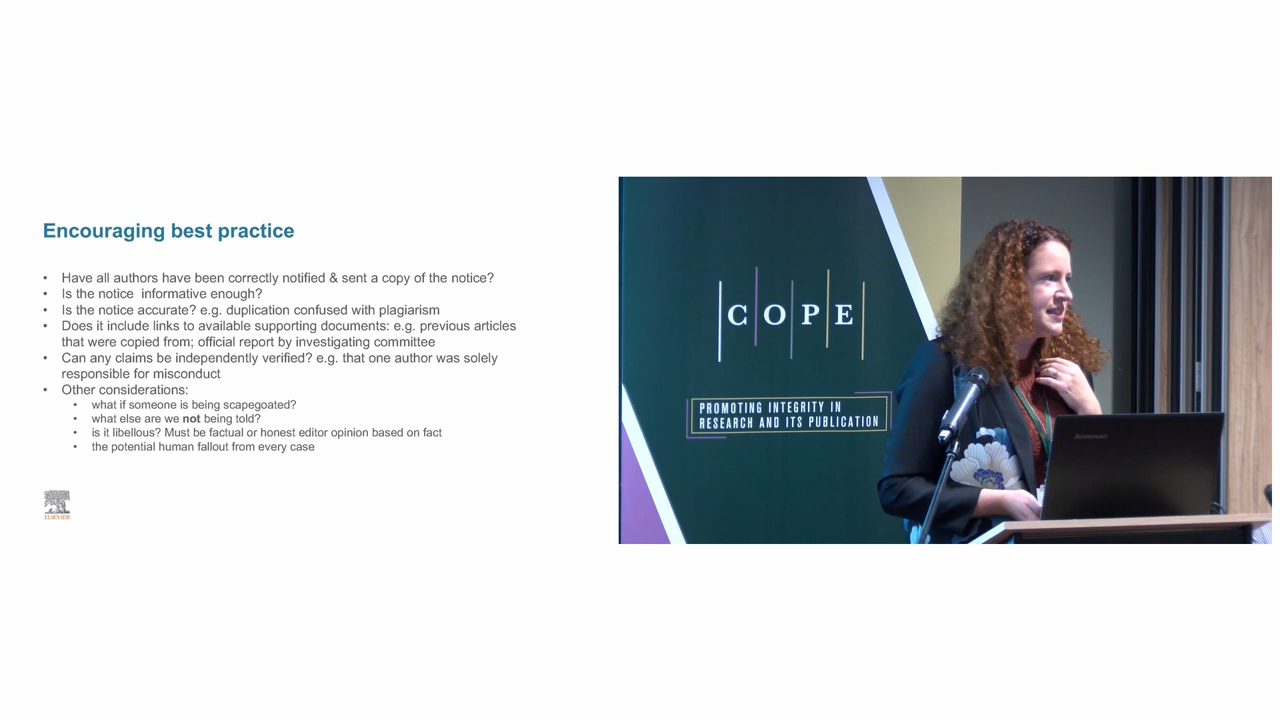 Encouraging best practice
• Have all authors have been correctly notified & sent a copy of the notice?
• Is the notice informative enough?
• Is the notice accurate? e.g. duplication confused with plagiarism
• Does it include links to available supporting documents: e.g. previous articles
that were copied from; official report by investigating committee
• Can any claims be independently verified? e.g. that one author was solely
responsible for misconduct
• Other considerations:
• what if someone is being scapegoated?
• what else are we not being told?
• is it libellous? Must be factual or honest editor opinion based on fact
• the potential human fallout from every case
ELSEVIER
COPE
PROMOTING INTEGRITY IN
RESEARCH AND ITS PUBLICATION
lenovo